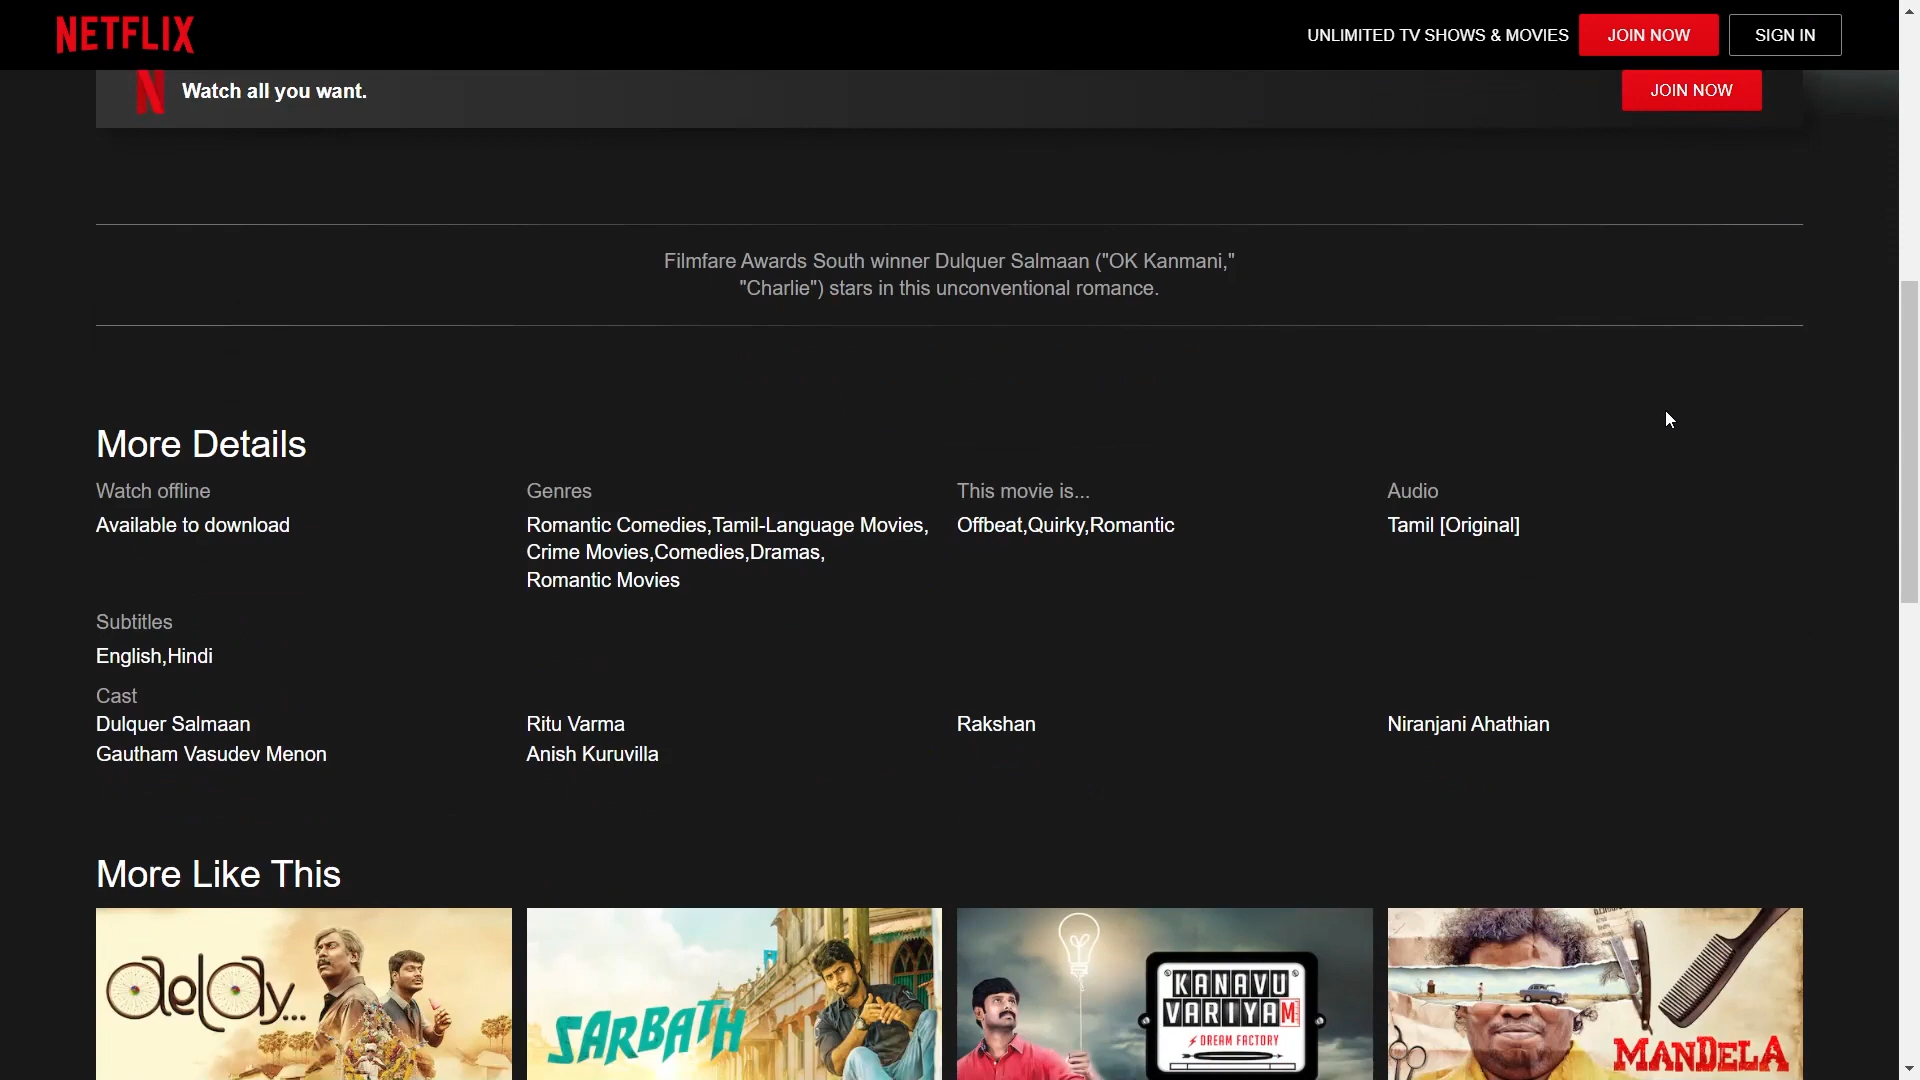 NETFLIX
UNLIMITED TV SHOWS & MOVIES
JOIN NOW
SIGN IN
Watch all you want.
JOIN NOW
Filmfare Awards South winner Dulquer Salmaan ("OK Kanmani,"
"Charlie") stars in this unconventional romance.
More Details
Watch offline
Available to download
Genres
Romantic Comedies,Tamil-Language Movies,
Crime Movies,Comedies,Dramas,
Romantic Movies
This movie is...
Offbeat,Quirky,Romantic
Audio
Tamil [Original]
Subtitles
English,Hindi
Cast
Dulquer Salmaan
Ritu Varma
Rakshan
Niranjani Ahathian
Gautham Vasudev Menon
Anish Kuruvilla
More Like This
aelay...
SARBATH
KANAVU
VARIYAM
DREAM FACTORY
MANDELA